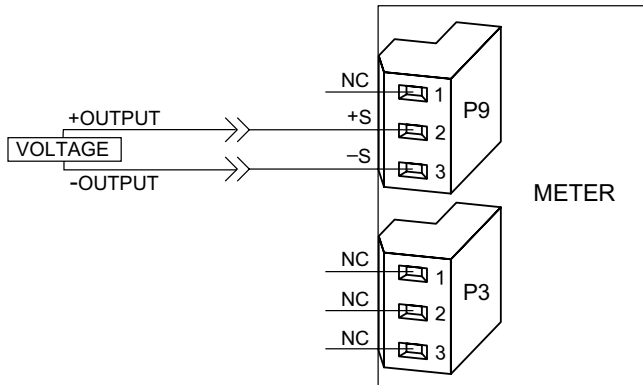 NC
1
+OUTPUT
+S
2
P9
VOLTAGE
-OUTPUT
–S
3
METER
NC
1
NC
2
P3
NC
3